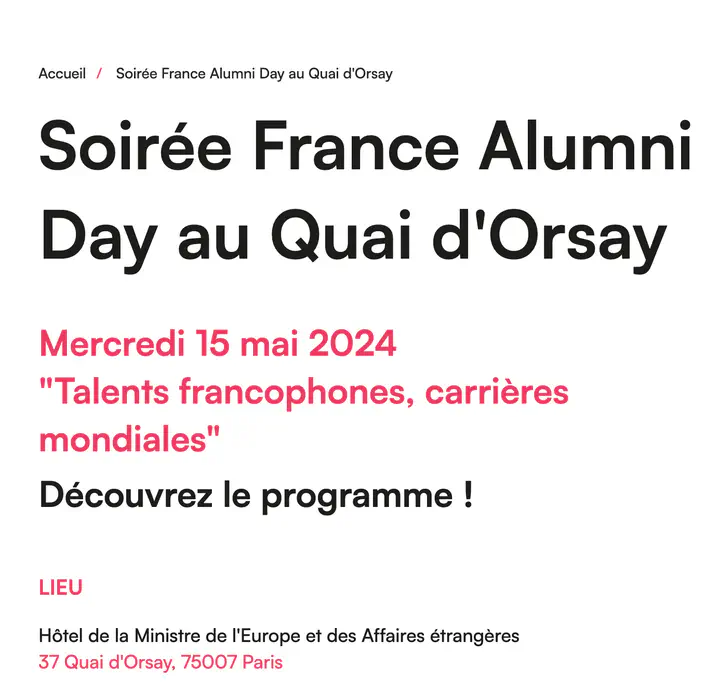 Accueil / Soirée France Alumni Day au Quai d'Orsay
Soirée France Alumni
Day au Quai d'Orsay
Mercredi 15 mai 2024
"Talents francophones, carrières
mondiales"
Découvrez le programme !
LIEU
Hôtel de la Ministre de l'Europe et des Affaires étrangères
37 Quai d'Orsay, 75007 Paris